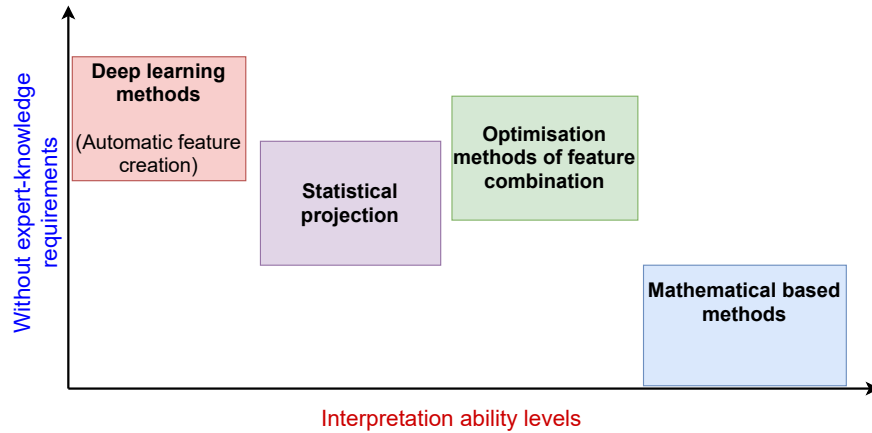 Without expert-knowledge
requirements
Deep learning
methods
(Automatic feature
creation)
Statistical
projection
Optimisation
methods of feature
combination
Mathematical based
methods
Interpretation ability levels